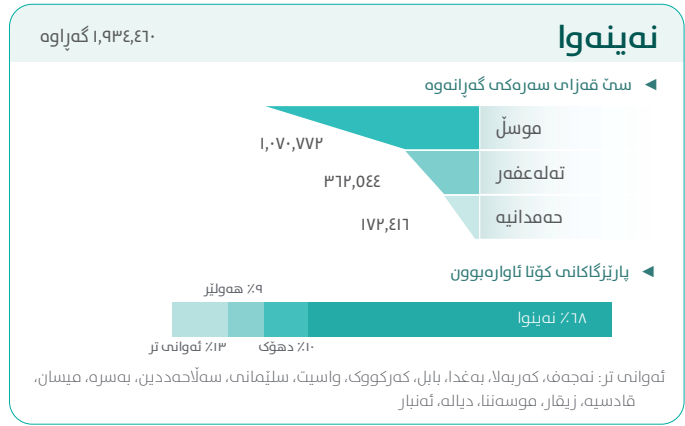 نەینەوا
١,٩٣٤,٤٦٠ گەڕاوە
◄ سێ قەزای سەرەکی گەڕانەوە
موسڵ
١,٠٧٠,٧٧٢
تەلەعفەر
٣٦٢,٥٤٤
حەمدانیە
١٧٢,٤١٦
◄ پارێزگاکانی کۆتا ئاوارەبوون
٩٪ هەولێر
٦٨٪ نەینوا
١٠٪ دهۆک
١٣٪ ئەوانی تر
ئەوانی تر: نەجەف، کەربەلا، بەغدا، بابل، کەرکووک، واسیت، سلێمانی، سەڵاحەددین، بەسرە، میسان،
قادسیە، زیقار، موسەننا، دیالە، ئەنبار